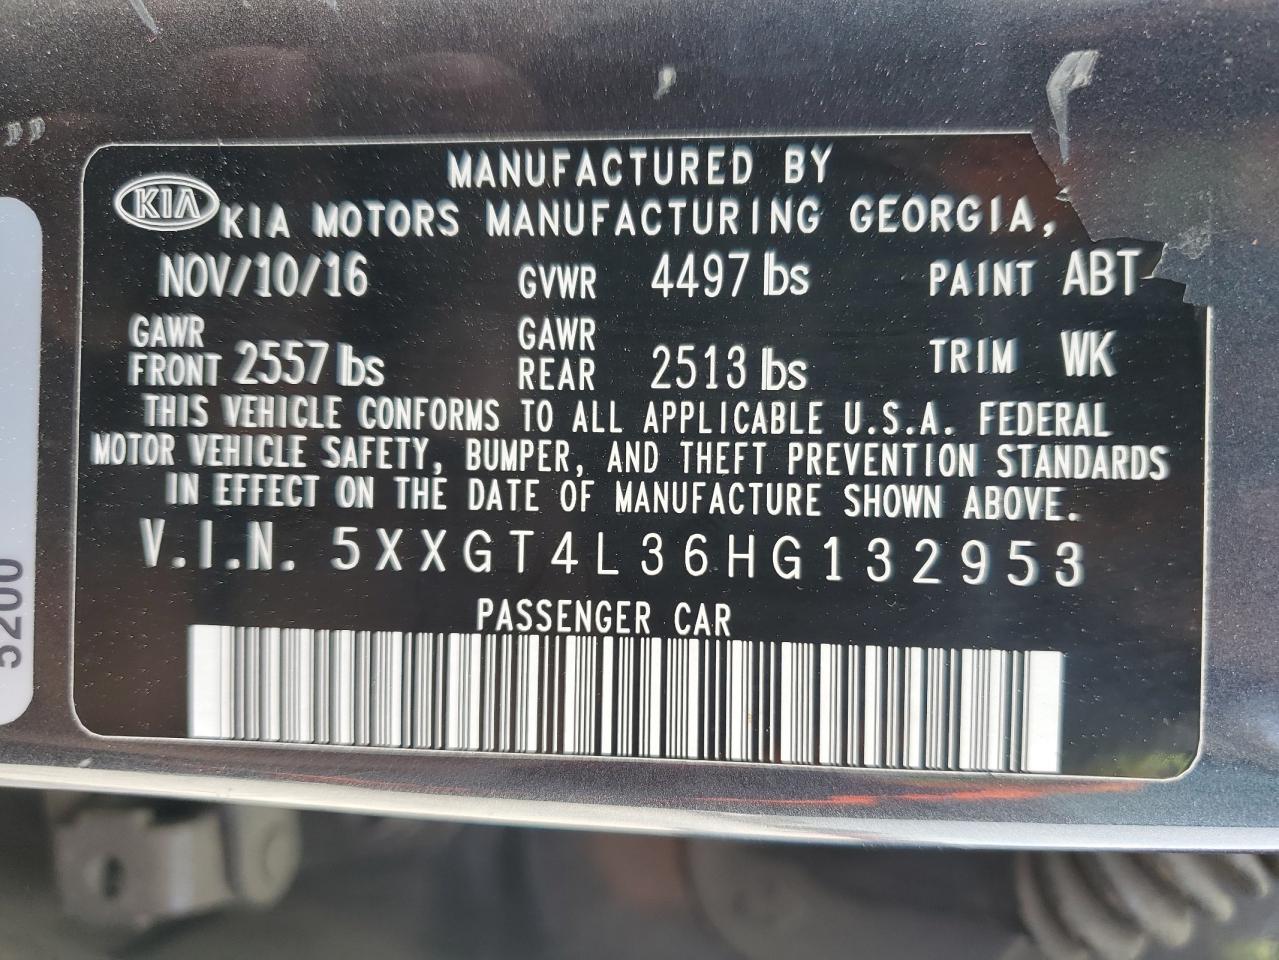 MANUFACTURED BY
KIA KIA MOTORS MANUFACTURING GEORGIA,
NOV/10/16 GVWR 4497 lbs PAINT ABT
GAWR FRONT 2557 lbs GAWR REAR 2513 lbs TRIM WK
THIS VEHICLE CONFORMS TO ALL APPLICABLE U.S.A. FEDERAL
MOTOR VEHICLE SAFETY, BUMPER, AND THEFT PREVENTION STANDARDS
IN EFFECT ON THE DATE OF MANUFACTURE SHOWN ABOVE.
V.I.N. 5XXGT4L36HG132953
PASSENGER CAR
5200